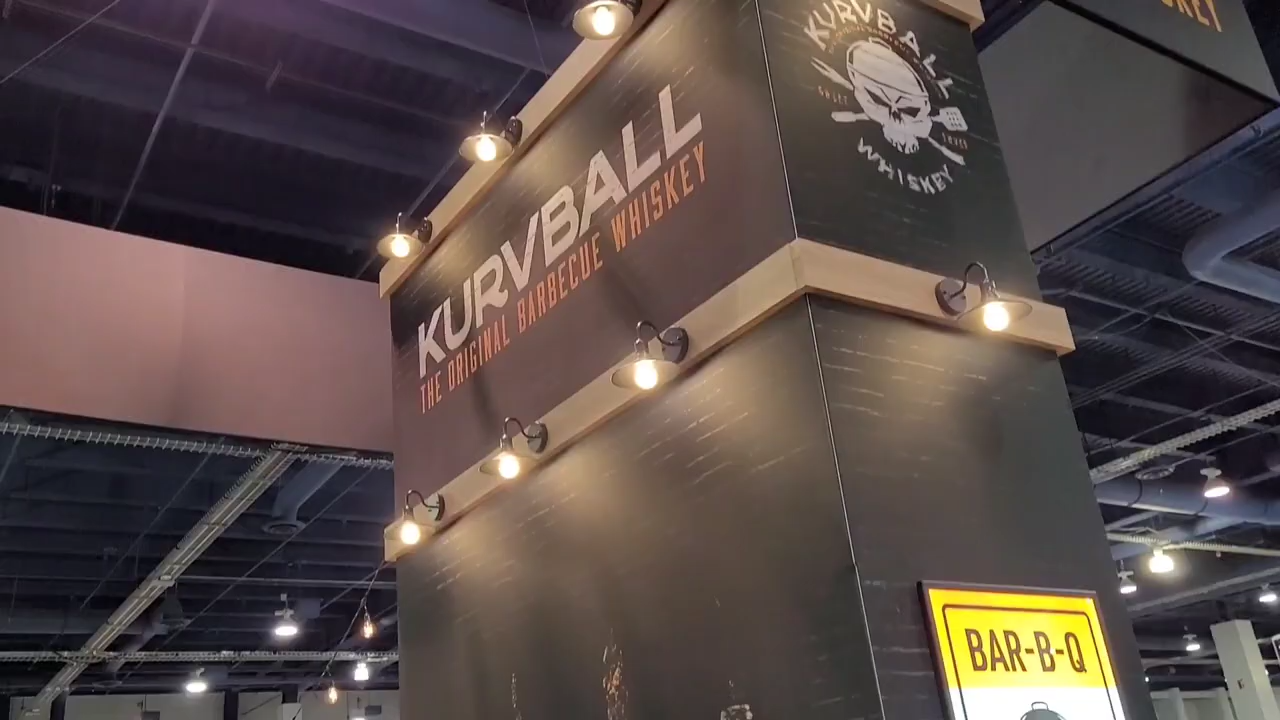 KURVBALL
THE ORIGINAL BARBECUE WHISKEY
KURVBALL
WHISKEY
BAR-B-Q